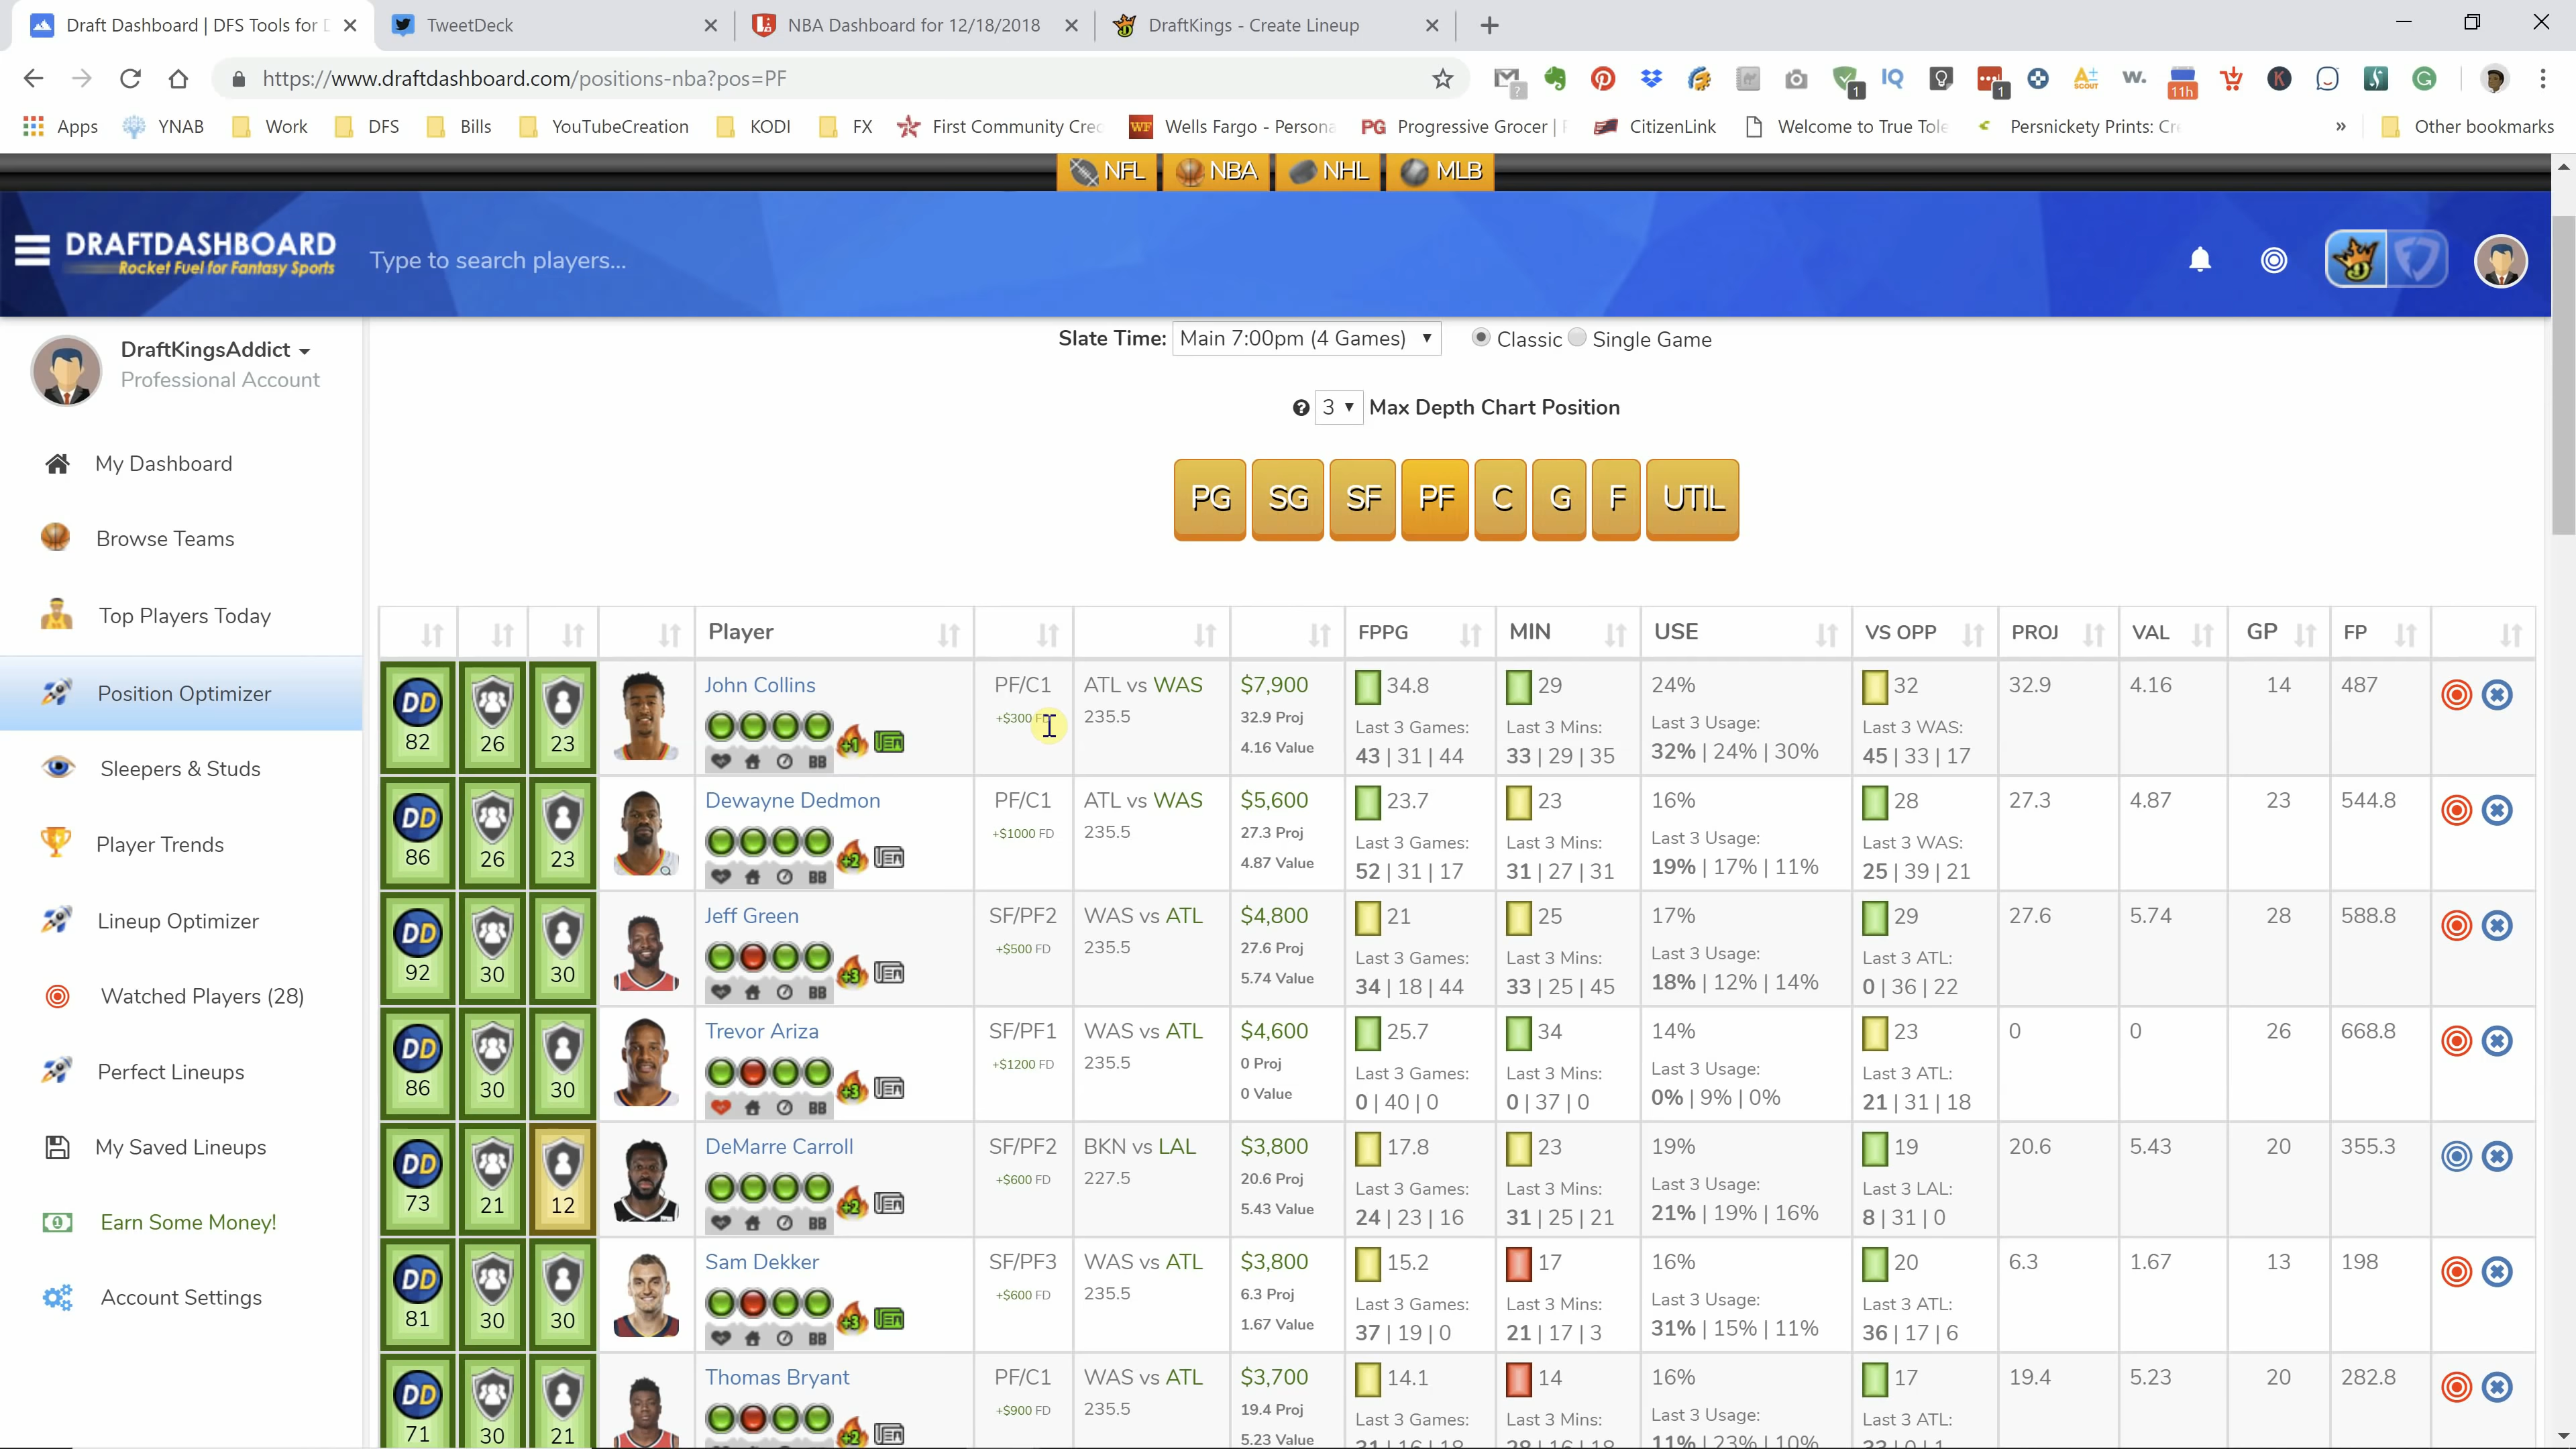 Draft Dashboard | DFS Tools for D
TweetDeck
NBA Dashboard for 12/18/2018
DraftKings - Create Lineup
https://www.draftdashboard.com/positions-nba?pos=PF
Apps
YNAB
Work
DFS
Bills
YouTubeCreation
KODI
FX
First Community Cre
Wells Fargo - Persona
Progressive Grocer |
CitizenLink
Welcome to True Tole
Persnickety Prints: Cr
Other bookmarks
NFL
NBA
NHL
MLB
DRAFTDASHBOARD
Rocket Fuel for Fantasy Sports
Type to search players...
DraftKingsAddict
Professional Account
My Dashboard
Browse Teams
Top Players Today
Position Optimizer
Sleepers & Studs
Player Trends
Lineup Optimizer
Watched Players (28)
Perfect Lineups
My Saved Lineups
Earn Some Money!
Account Settings
Slate Time: Main 7:00pm (4 Games) Classic Single Game
3 Max Depth Chart Position
PG SG SF PF C G F UTIL
Player FPPG MIN USE VS OPP PROJ VAL GP FP
DD John Collins PF/C1 ATL vs WAS $7,900 34.8 29 24% 32 32.9 4.16 14 487
+$300 235.5 32.9 Proj Last 3 Games: Last 3 Mins: Last 3 Usage: Last 3 WAS:
82 26 23 +1 4.16 Value 43 | 31 | 44 33 | 29 | 35 32% | 24% | 30% 45 | 33 | 17
BB
DD Dewayne Dedmon PF/C1 ATL vs WAS $5,600 23.7 23 16% 28 27.3 4.87 23 544.8
+$1000 FD 235.5 27.3 Proj Last 3 Games: Last 3 Mins: Last 3 Usage: Last 3 WAS:
86 26 23 +2 4.87 Value 52 | 31 | 17 31 | 27 | 31 19% | 17% | 11% 25 | 39 | 21
BB
DD Jeff Green SF/PF2 WAS vs ATL $4,800 21 25 17% 29 27.6 5.74 28 588.8
+$500 FD 235.5 27.6 Proj Last 3 Games: Last 3 Mins: Last 3 Usage: Last 3 ATL:
92 30 30 +3 5.74 Value 34 | 18 | 44 33 | 25 | 45 18% | 12% | 14% 0 | 36 | 22
BB
DD Trevor Ariza SF/PF1 WAS vs ATL $4,600 25.7 34 14% 23 0 0 26 668.8
+$1200 FD 235.5 0 Proj Last 3 Games: Last 3 Mins: Last 3 Usage: Last 3 ATL:
86 30 30 +3 0 Value 0 | 40 | 0 0 | 37 | 0 0% | 9% | 0% 21 | 31 | 18
BB
DD DeMarre Carroll SF/PF2 BKN vs LAL $3,800 17.8 23 19% 19 20.6 5.43 20 355.3
+$600 FD 227.5 20.6 Proj Last 3 Games: Last 3 Mins: Last 3 Usage: Last 3 LAL:
73 21 12 +2 5.43 Value 24 | 23 | 16 31 | 25 | 21 21% | 19% | 16% 8 | 31 | 0
BB
DD Sam Dekker SF/PF3 WAS vs ATL $3,800 15.2 17 16% 20 6.3 1.67 13 198
+$600 FD 235.5 6.3 Proj Last 3 Games: Last 3 Mins: Last 3 Usage: Last 3 ATL:
81 30 30 +3 1.67 Value 37 | 19 | 0 21 | 17 | 3 31% | 15% | 11% 36 | 17 | 6
BB
DD Thomas Bryant PF/C1 WAS vs ATL $3,700 14.1 14 16% 17 19.4 5.23 20 282.8
+$900 FD 235.5 19.4 Proj Last 3 Games: Last 3 Mins: Last 3 Usage: Last 3 ATL:
71 30 21 +2 5.23 Value